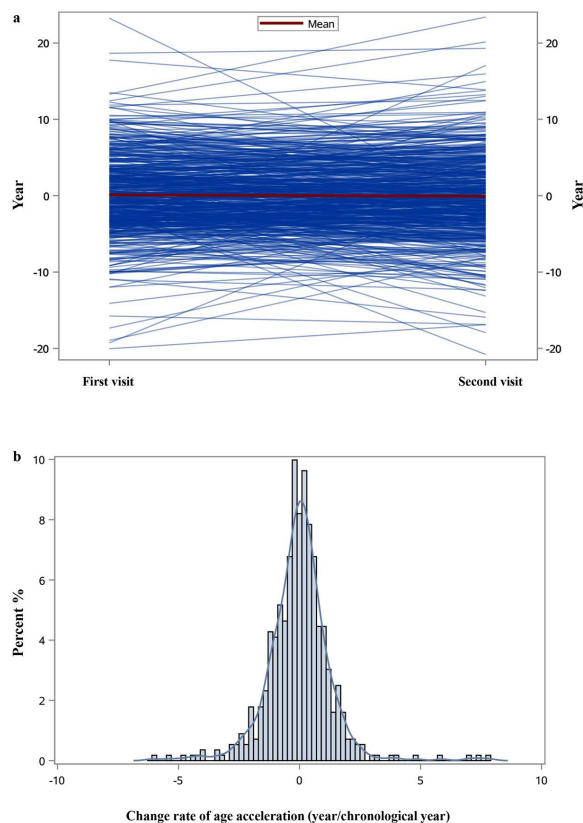 a
Mean
20
20
10
10
Year
0
0
Year
-10
-10
-20
-20
First visit
Second visit
b
10
8
Percent %
6
4
2
0
-10
-5
0
5
10
Change rate of age acceleration (year/chronological year)